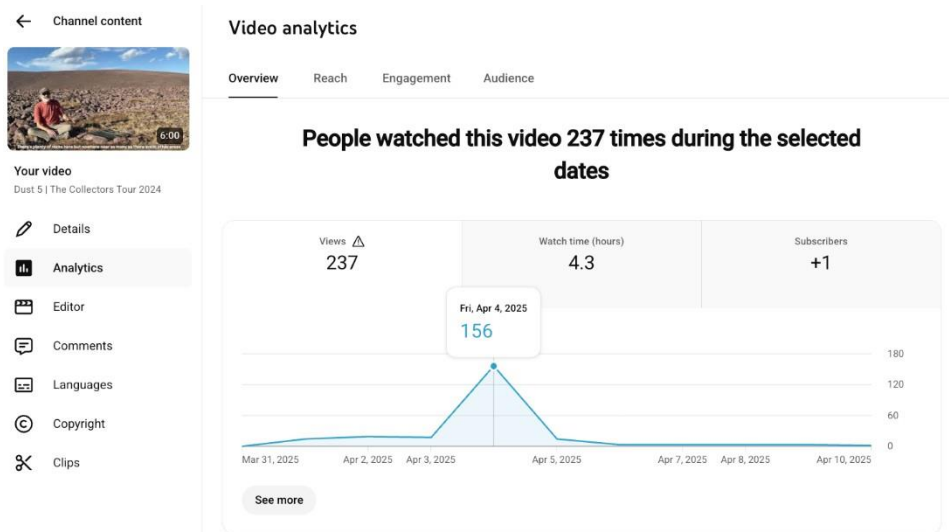 Channel content
6:00
Your video
Dust 5 | The Collectors Tour 2024
Details
Analytics
Editor
Comments
Languages
Copyright
Clips
Video analytics
Overview Reach Engagement Audience
People watched this video 237 times during the selected
dates
Views Watch time (hours) Subscribers
237 4.3 +1
Fri, Apr 4, 2025
156
180
120
60
0
Mar 31, 2025 Apr 2, 2025 Apr 3, 2025 Apr 5, 2025 Apr 7, 2025 Apr 8, 2025 Apr 10, 2025
See more